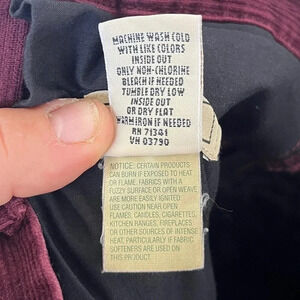 MACHINE WASH COLD
WITH LIKE COLORS
INSIDE OUT
ONLY NON-CHLORINE
BLEACH IF NEEDED
TUMBLE DRY LOW
INSIDE OUT
OR DRY FLAT
WARM IRON IF NEEDED
RN 71341
VN 03790
NOTICE: CERTAIN PRODUCTS
CAN BURN IF EXPOSED TO HEAT
OR FLAME. FABRICS WITH A
FUZZY SURFACE OR OPEN WEAVE
ARE MORE EASILY IGNITED.
USE CAUTION NEAR OPEN
FLAMES, CANDLES, CIGARETTES,
KITCHEN RANGES, FIREPLACES
OR OTHER SOURCES OF INTENSE
HEAT, PARTICULARLY IF FABRIC
SOFTENERS ARE USED ON
THIS PRODUCT.